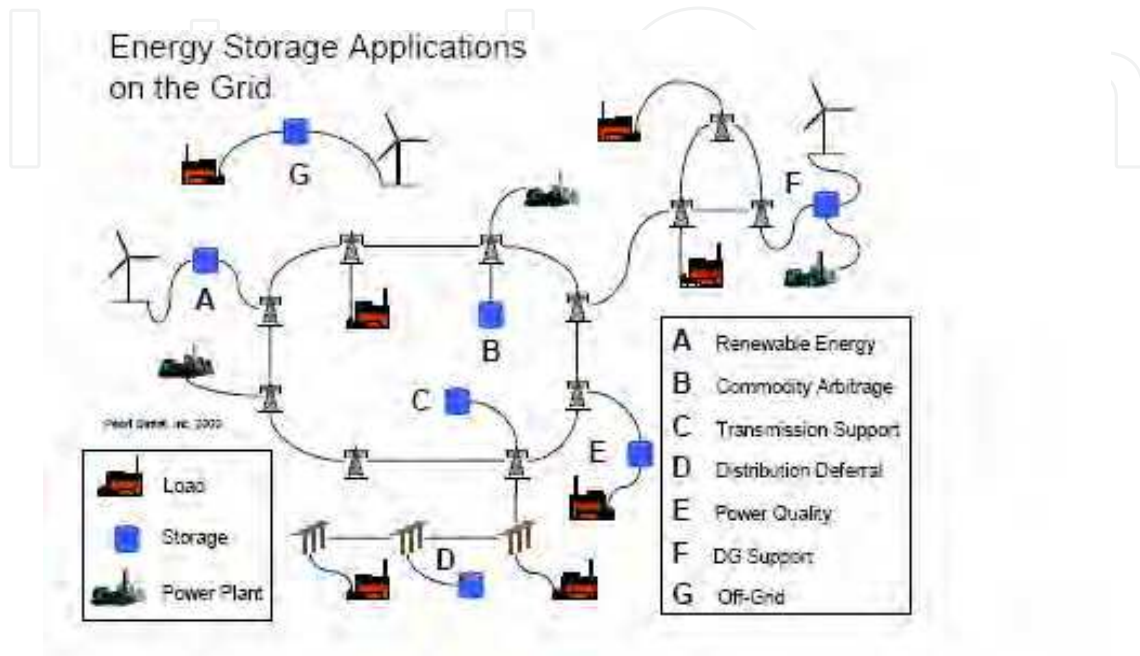 Energy Storage Applications
on the Grid
G
F
A
B
C
E
D
Load
Storage
Power Plant
A Renewable Energy
B Commodity Arbitrage
C Transmission Support
D Distribution Deferral
E Power Quality
F DG Support
G Off-Grid